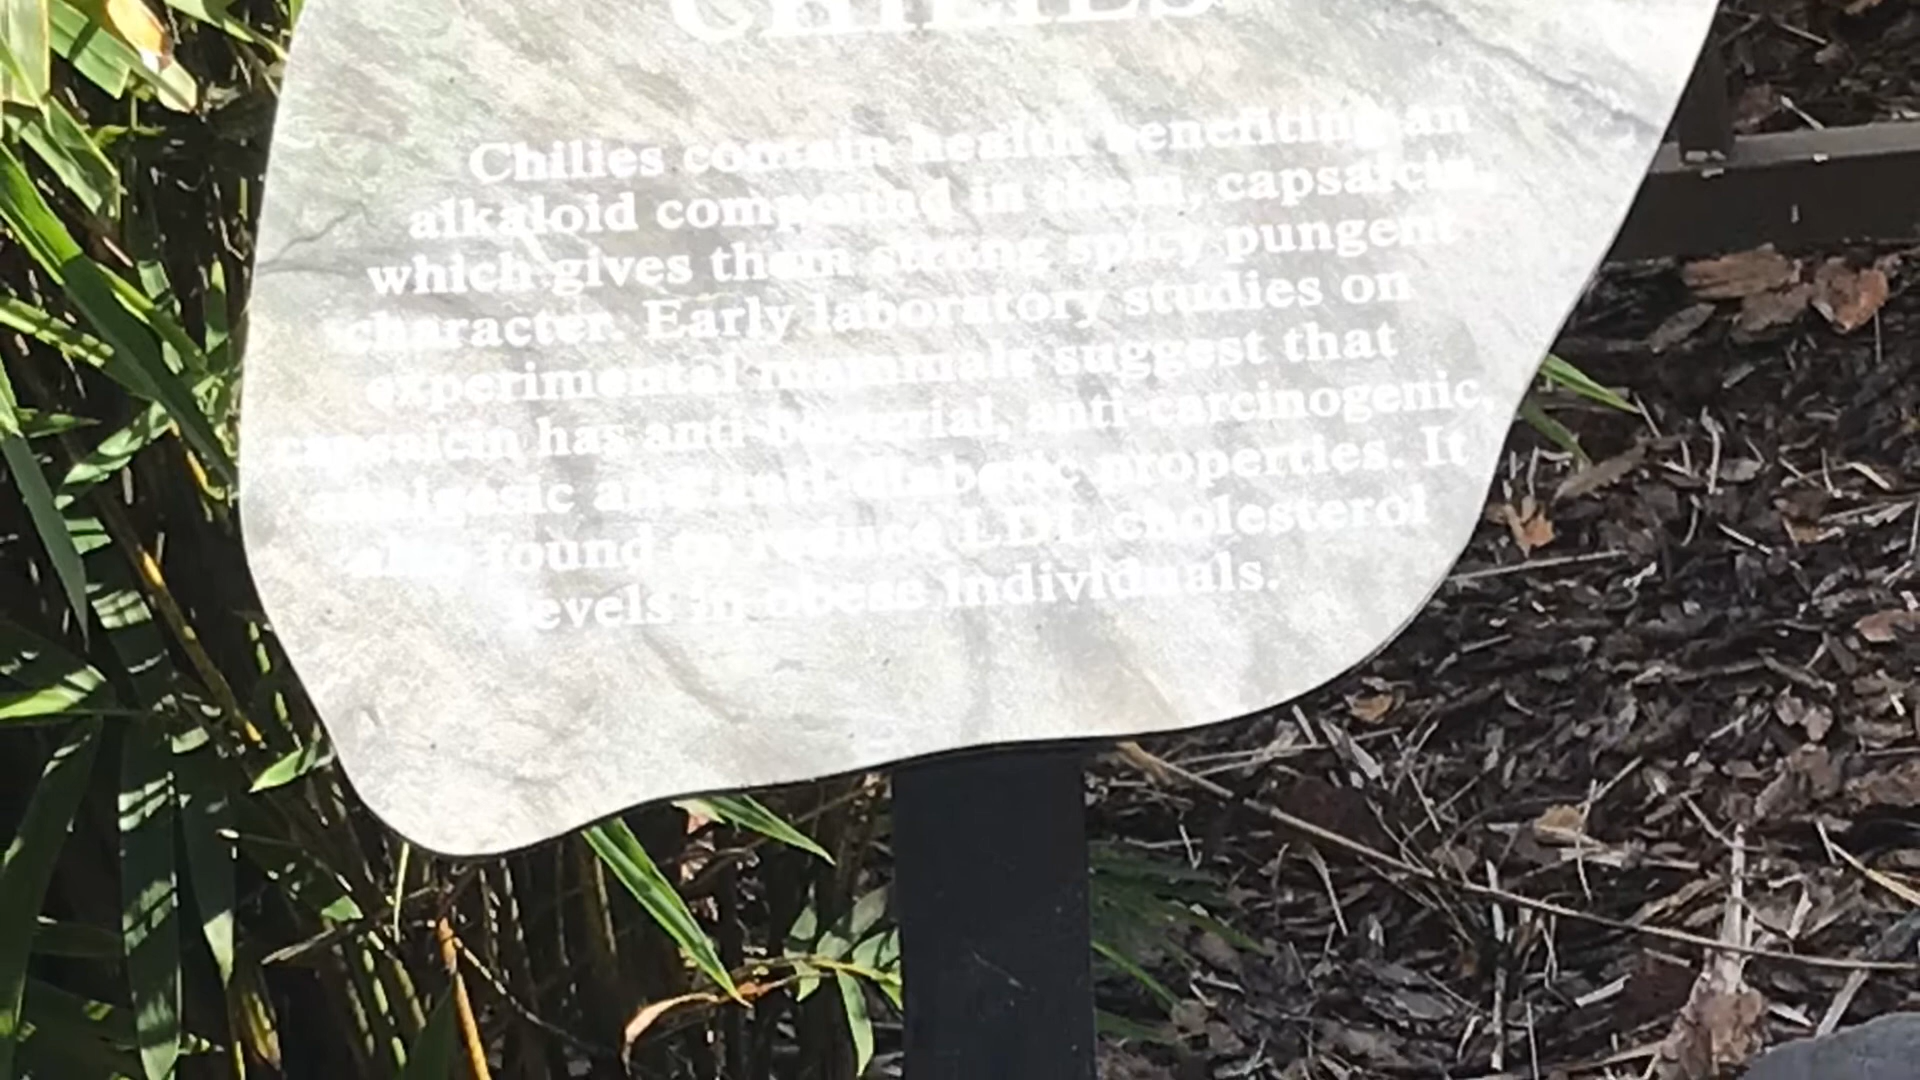 CHILIES
Chilies contain health benefiting an
alkaloid compound in them, capsaicin,
which gives them strong spicy pungent
character. Early laboratory studies on
experimental mammals suggest that
capsaicin has anti-bacterial, anti-carcinogenic,
analgesic and anti-diabetic properties. It
also found to reduce LDL cholesterol
levels in obese individuals.